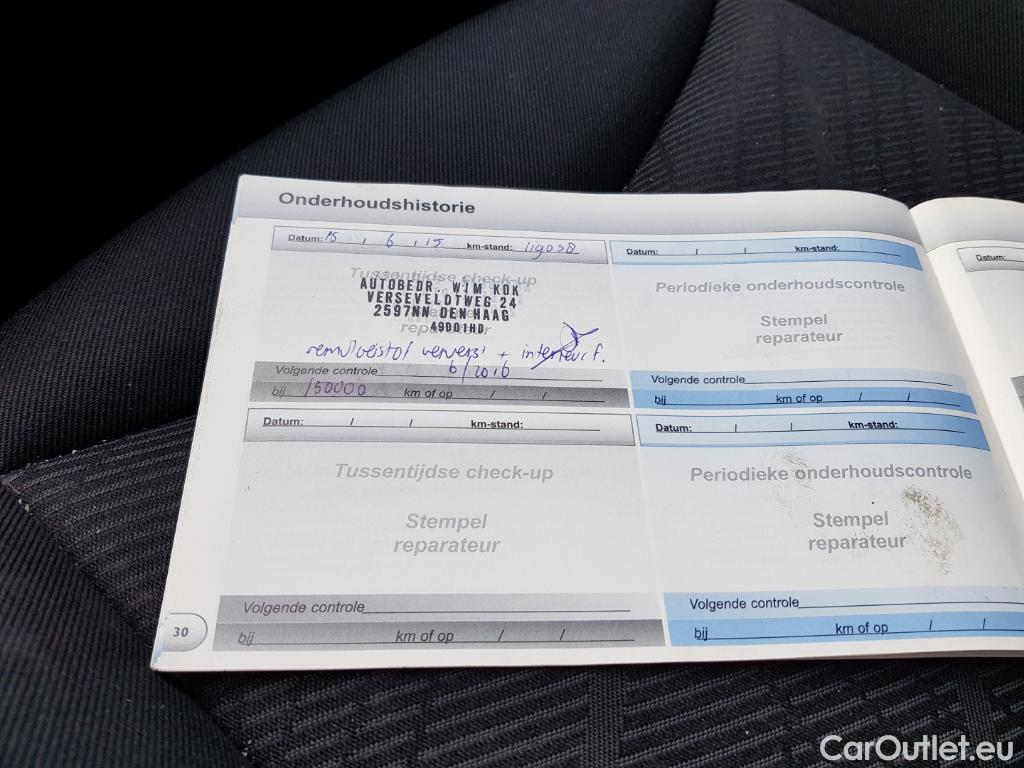 Onderhoudshistorie
Datum: 15 / 6 / 15 km-stand: 119038
Tussentijdse check-up
AUTOBEDR. WIM KOK
VERSEVELDTWEG 24
2597NN DEN HAAG
49001HD
reparateur
remvloeistof ververst + interieurf.
Volgende controle 6/2016
bij 150000 km of op / /
Datum: / / km-stand:
Periodieke onderhoudscontrole
Stempel
reparateur
Volgende controle
bij km of op / /
Datum: / / km-stand:
Tussentijdse check-up
Stempel
reparateur
Volgende controle
bij km of op / /
Datum: / / km-stand:
Periodieke onderhoudscontrole
Stempel
reparateur
Volgende controle
bij km of op / /
30
Datum:
CarOutlet.eu